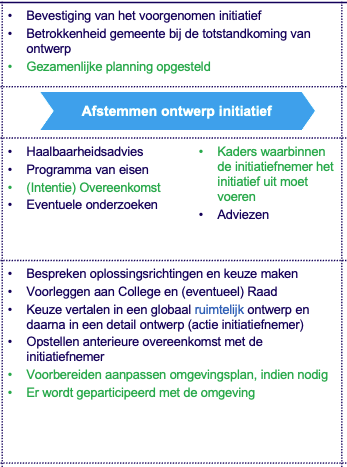 • Bevestiging van het voorgenomen initiatief
• Betrokkenheid gemeente bij de totstandkoming van
ontwerp
• Gezamenlijke planning opgesteld
Afstemmen ontwerp initiatief
• Haalbaarheidsadvies
• Programma van eisen
• (Intentie) Overeenkomst
• Eventuele onderzoeken
• Kaders waarbinnen
de initiatiefnemer het
initiatief uit moet
voeren
• Adviezen
• Bespreken oplossingsrichtingen en keuze maken
• Voorleggen aan College en (eventueel) Raad
• Keuze vertalen in een globaal ruimtelijk ontwerp en
daarna in een detail ontwerp (actie initiatiefnemer)
• Opstellen anterieure overeenkomst met de
initiatiefnemer
• Voorbereiden aanpassen omgevingsplan, indien nodig
• Er wordt geparticipeerd met de omgeving